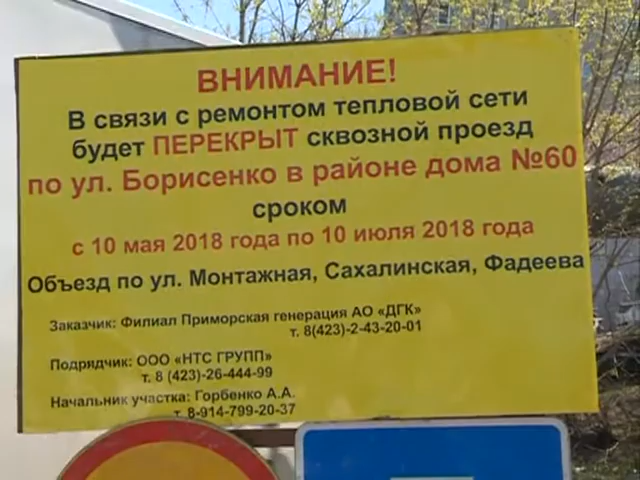 ВНИМАНИЕ!
В связи с ремонтом тепловой сети
будет ПЕРЕКРЫТ сквозной проезд
по ул. Борисенко в районе дома №60
сроком
с 10 мая 2018 года по 10 июля 2018 года
Объезд по ул. Монтажная, Сахалинская, Фадеева
Заказчик: Филиал Приморская генерация АО «ДГК»
т. 8(423)-2-43-20-01
Подрядчик: ООО «НТС ГРУПП»
т. 8 (423)-26-444-99
Начальник участка: Горбенко А.А.
т. 8-914-799-20-37